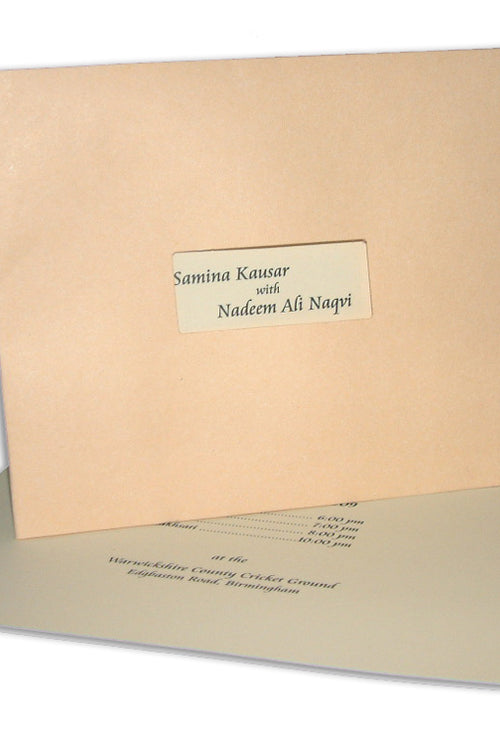 Samina Kausar
with
Nadeem Ali Naqvi
09
6.00 pm
7.00 pm
8.00 pm
10.00 pm
at the
Warwickshire County Cricket Ground
Edgbaston Road, Birmingham